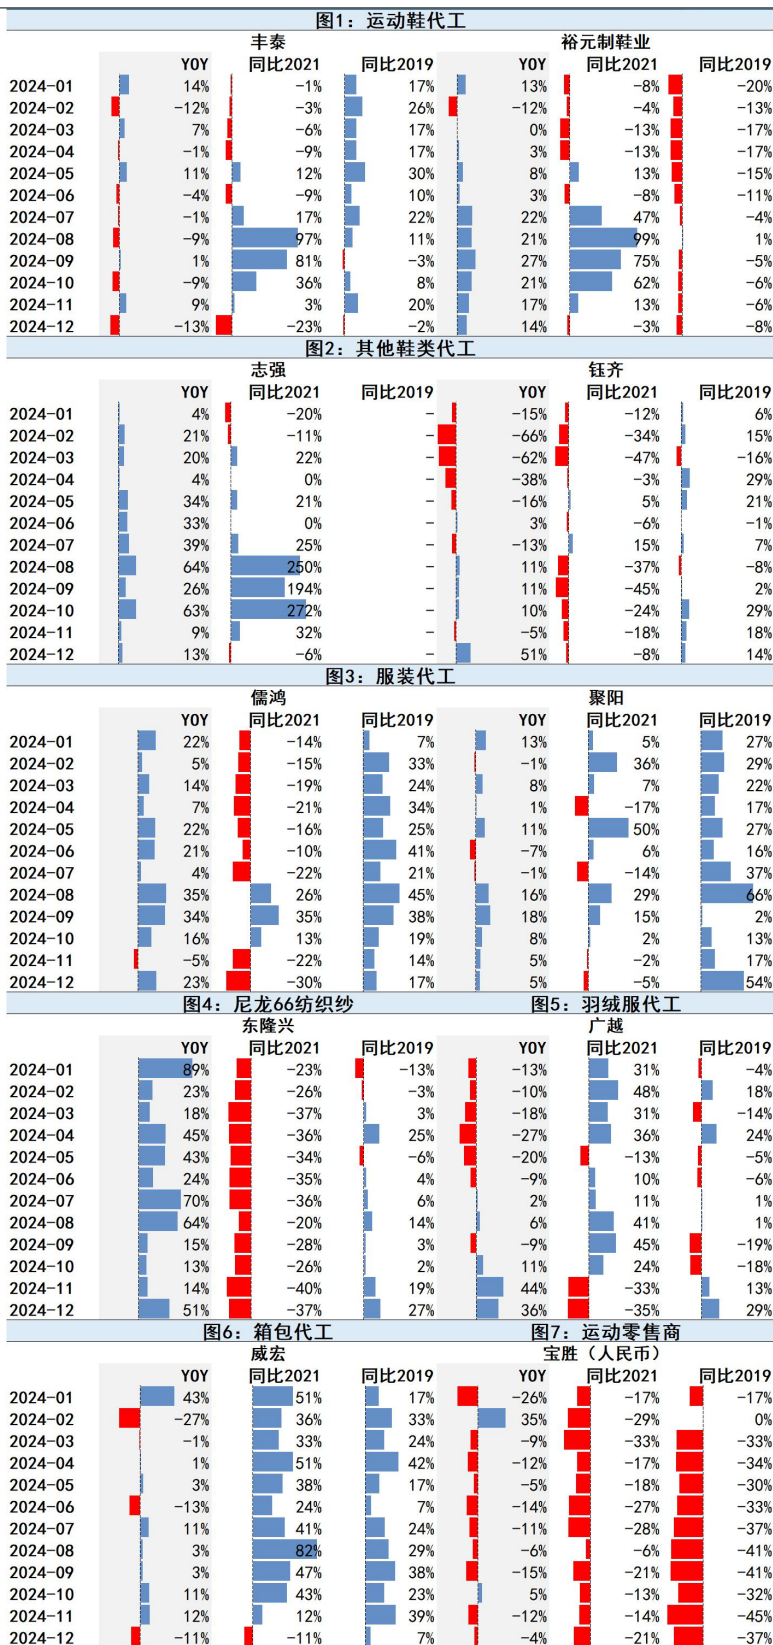 图1：运动鞋代工
丰泰 裕元制鞋业
YOY 同比2021 同比2019 YOY 同比2021 同比2019
2024-01 14% -1% 17% 13% -8% -20%
2024-02 -12% -3% 26% -12% -4% -13%
2024-03 7% -6% 17% 0% -13% -17%
2024-04 -1% -9% 17% 3% -13% -17%
2024-05 11% 12% 30% 8% 13% -15%
2024-06 -4% -9% 10% 3% -8% -11%
2024-07 -1% 17% 22% 22% 47% -4%
2024-08 -9% 97% 11% 21% 99% 1%
2024-09 1% 81% -3% 27% 75% -5%
2024-10 -9% 36% 8% 21% 62% -6%
2024-11 9% 3% 20% 17% 13% -6%
2024-12 -13% -23% -2% 14% -3% -8%
图2：其他鞋类代工
志强 钰齐
YOY 同比2021 同比2019 YOY 同比2021 同比2019
2024-01 4% -20% - -15% -12% 6%
2024-02 21% -11% - -66% -34% 15%
2024-03 20% 22% - -62% -47% -16%
2024-04 4% 0% - -38% -3% 29%
2024-05 34% 21% - -16% 5% 21%
2024-06 33% 0% - 3% -6% -1%
2024-07 39% 25% - -13% 15% 7%
2024-08 64% 250% - 11% -37% -8%
2024-09 26% 194% - 11% -45% 2%
2024-10 63% 272% - 10% -24% 29%
2024-11 9% 32% - -5% -18% 18%
2024-12 13% -6% - 51% -8% 14%
图3：服装代工
儒鸿 聚阳
YOY 同比2021 同比2019 YOY 同比2021 同比2019
2024-01 22% -14% 7% 13% 5% 27%
2024-02 5% -15% 33% -1% 36% 29%
2024-03 14% -19% 24% 8% 7% 22%
2024-04 7% -21% 34% 1% -17% 17%
2024-05 22% -16% 25% 11% 50% 27%
2024-06 21% -10% 41% -7% 6% 16%
2024-07 4% -22% 21% -1% -14% 37%
2024-08 35% 26% 45% 16% 29% 66%
2024-09 34% 35% 38% 18% 15% 2%
2024-10 16% 13% 19% 8% 2% 13%
2024-11 -5% -22% 14% 5% -2% 17%
2024-12 23% -30% 17% 5% -5% 54%
图4：尼龙66纺织纱 图5：羽绒服代工
东隆兴 广越
YOY 同比2021 同比2019 YOY 同比2021 同比2019
2024-01 89% -23% -13% -13% 31% -4%
2024-02 23% -26% -3% -10% 48% 18%
2024-03 18% -37% 3% -18% 31% -14%
2024-04 45% -36% 25% -27% 36% 24%
2024-05 43% -34% -6% -20% -13% -5%
2024-06 24% -35% 4% -9% 10% -6%
2024-07 70% -36% 6% 2% 11% 1%
2024-08 64% -20% 14% 6% 41% 1%
2024-09 15% -28% 3% -9% 45% -19%
2024-10 13% -26% 2% 11% 24% -18%
2024-11 14% -40% 19% 44% -33% 13%
2024-12 51% -37% 27% 36% -35% 29%
图6：箱包代工 图7：运动零售商
威宏 宝胜（人民币）
YOY 同比2021 同比2019 YOY 同比2021 同比2019
2024-01 43% 51% 17% -26% -17% -17%
2024-02 -27% 36% 33% 35% -29% 0%
2024-03 -1% 33% 24% -9% -33% -33%
2024-04 1% 51% 42% -12% -17% -34%
2024-05 3% 38% 17% -5% -18% -30%
2024-06 -13% 24% 7% -14% -27% -33%
2024-07 11% 41% 24% -11% -28% -37%
2024-08 3% 82% 29% -6% -6% -41%
2024-09 3% 47% 38% -15% -21% -41%
2024-10 11% 43% 23% 5% -13% -32%
2024-11 12% 12% 39% -12% -14% -45%
2024-12 -11% -11% 7% -4% -21% -37%